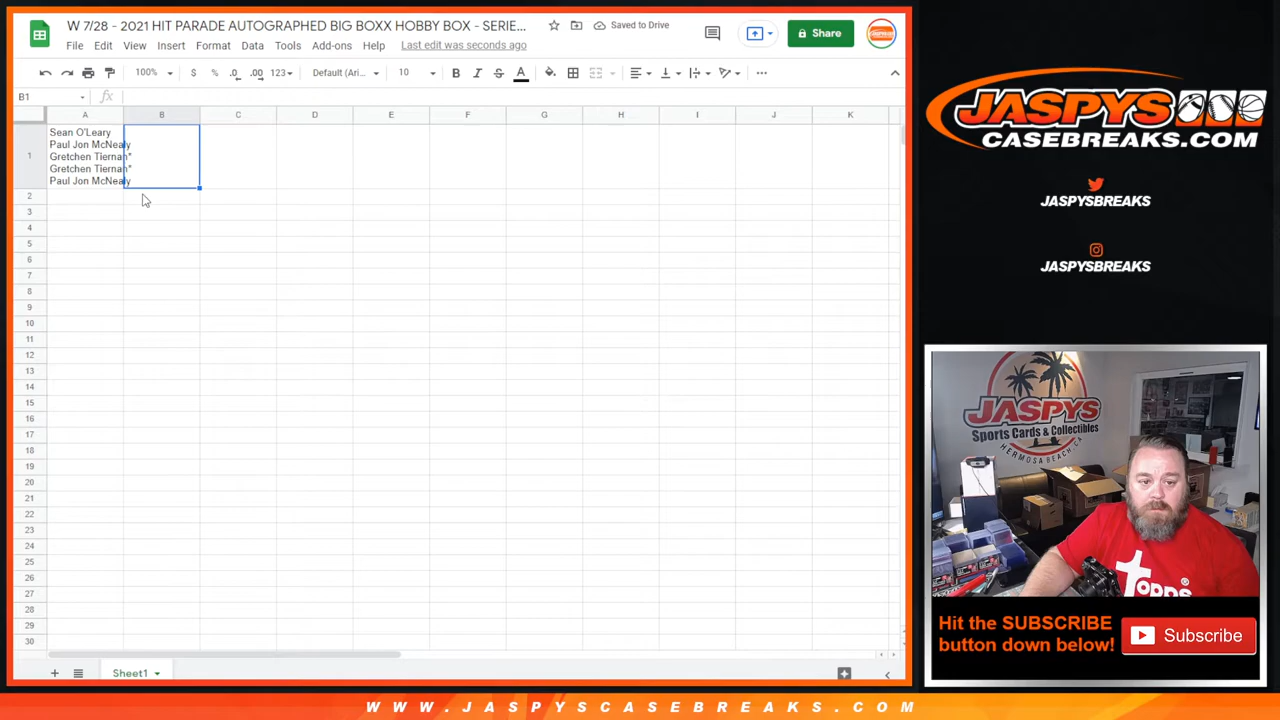 W 7/28 - 2021 HIT PARADE AUTOGRAPHED BIG BOXX HOBBY BOX - SERIE...
Saved to Drive
File Edit View Insert Format Data Tools Add-ons Help Last edit was seconds ago
Share
100% $ % .0 .00 123 Default (Ari... 10 B I S A
B1 fx
A B C D E F G H I J K
1
Sean O'Leary
Paul Jon McNealy
Gretchen Tiernan*
Gretchen Tiernan*
Paul Jon McNealy
2
3
4
5
6
7
8
9
10
11
12
13
14
15
16
17
18
19
20
21
22
23
24
25
26
27
28
29
30
Sheet1
JASPYS
CASEBREAKS.COM
JASPYSBREAKS
JASPYSBREAKS
JASPYS
Sports Cards & Collectibles
HERMOSA BEACH, CA
topps
Hit the SUBSCRIBE
button down below!
Subscribe
WWW.JASPYSCASEBREAKS.COM